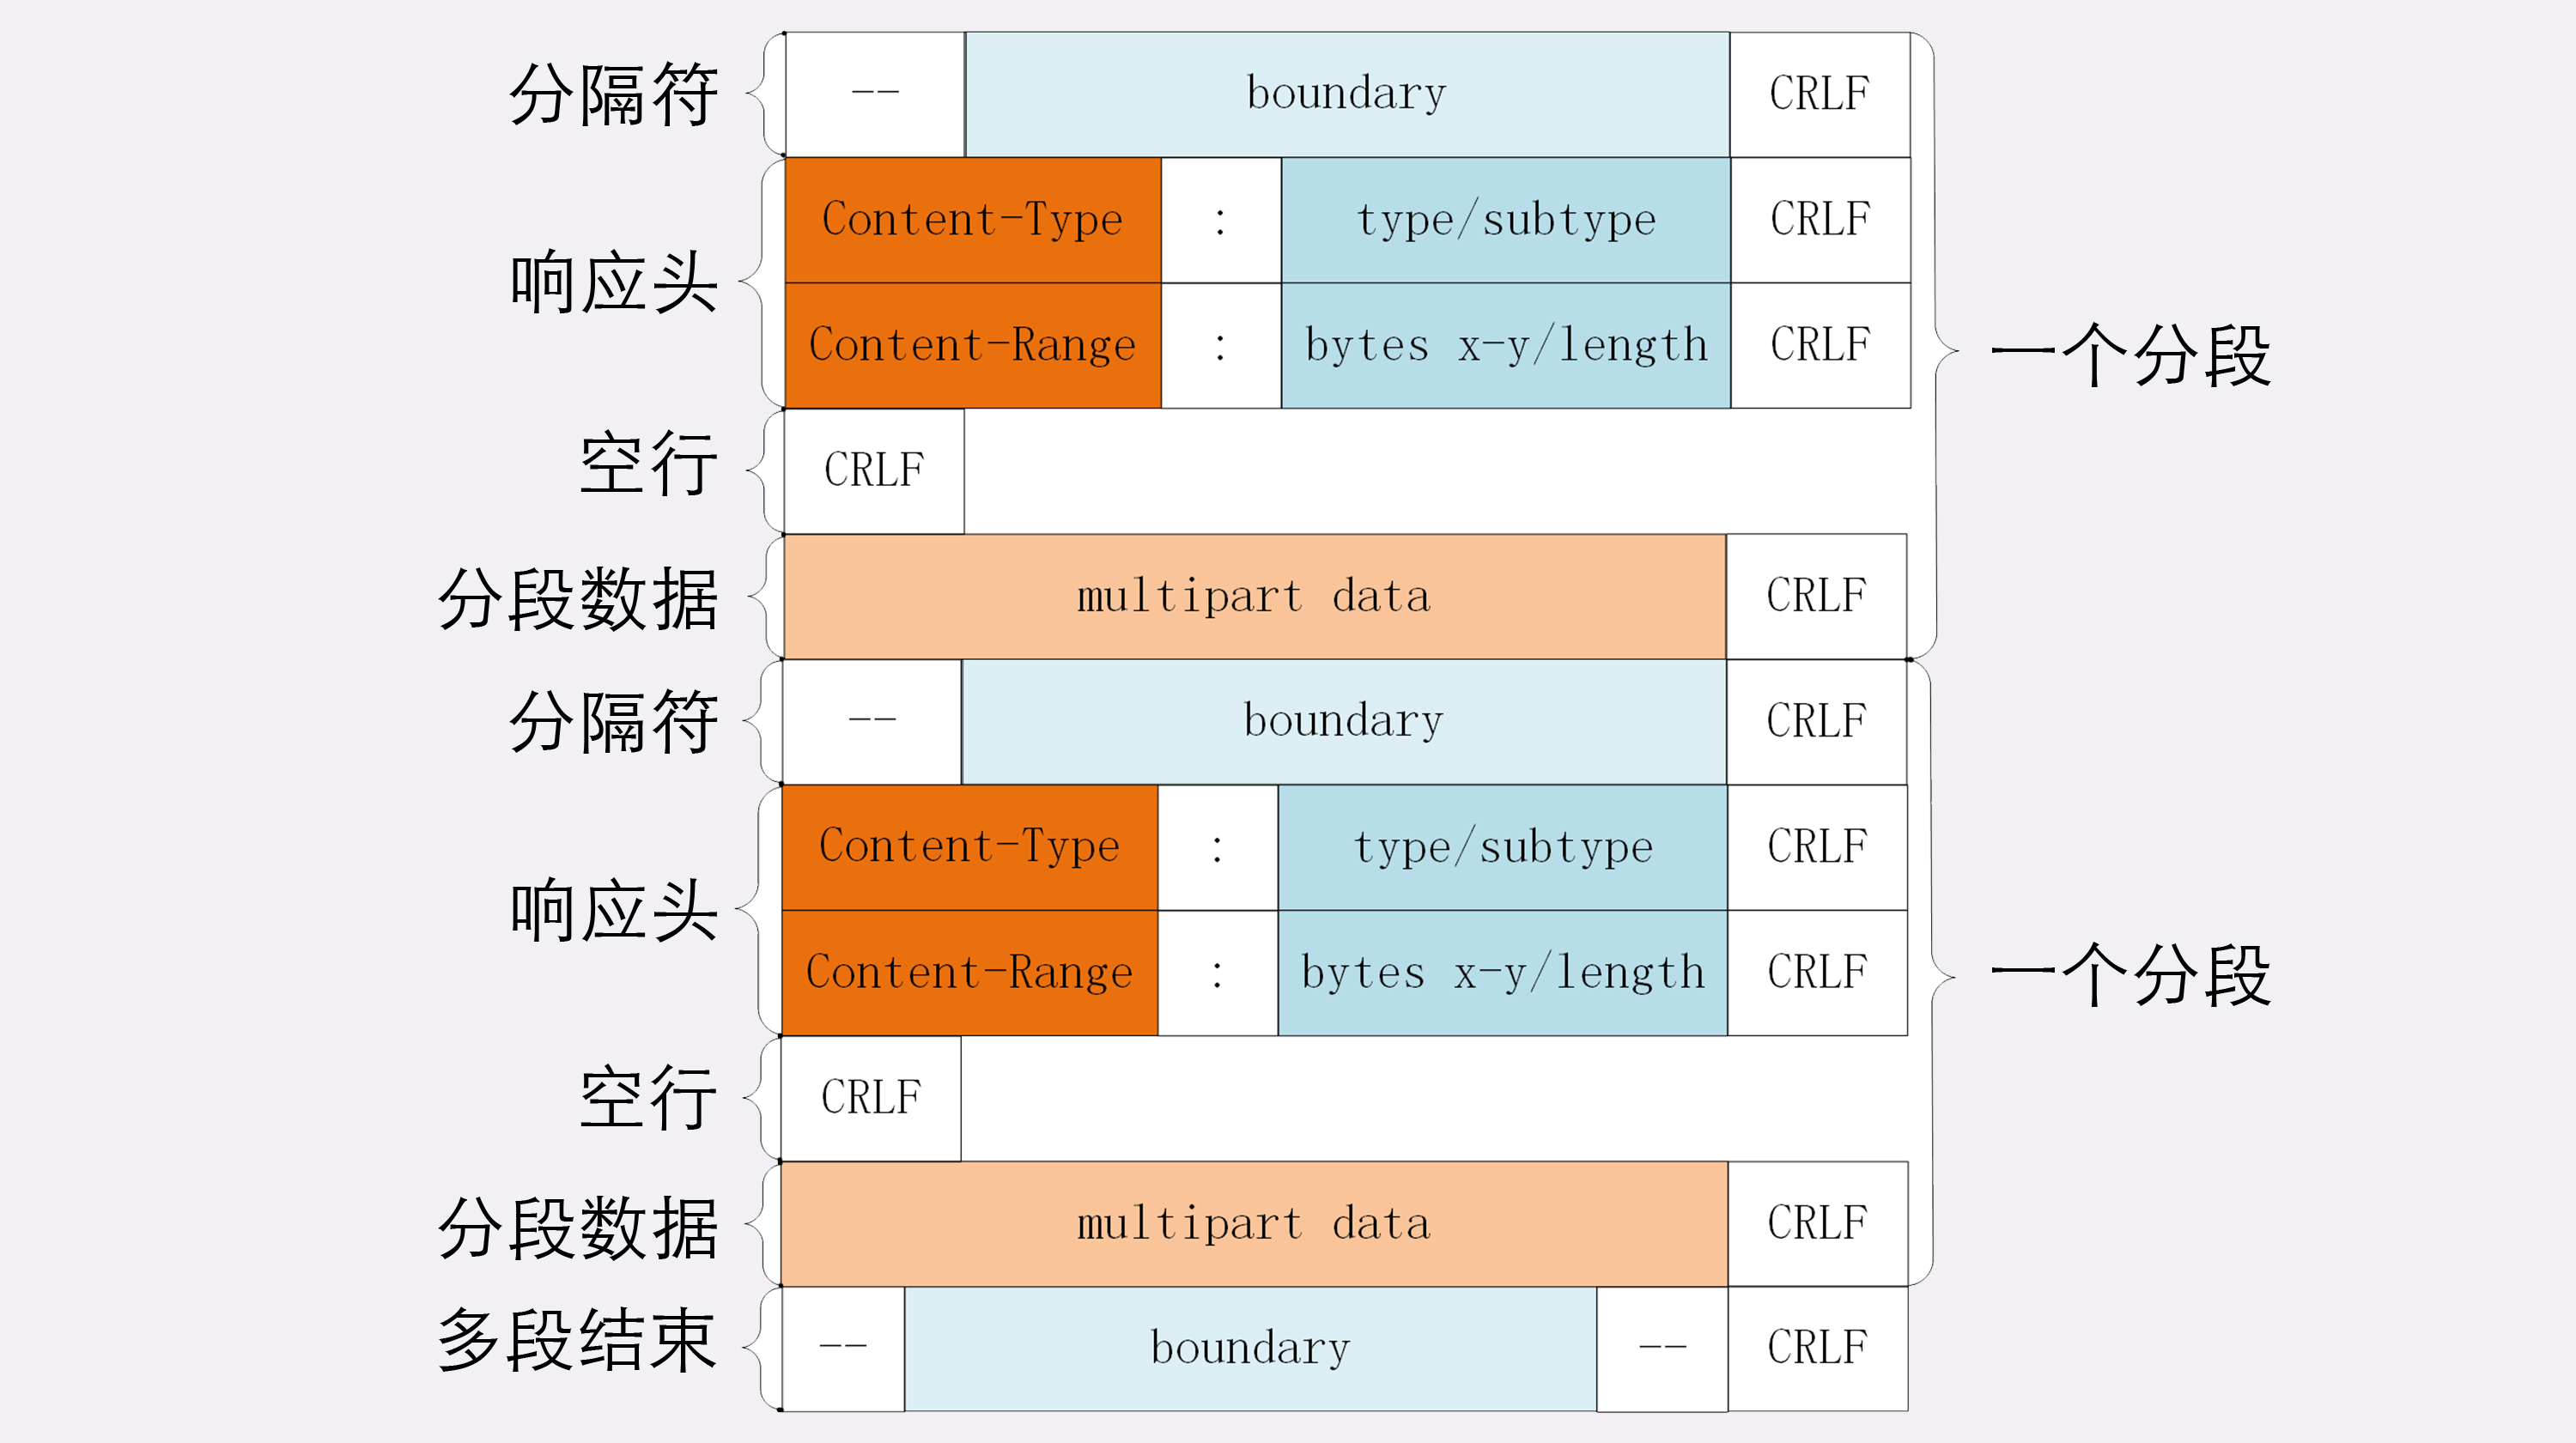 分隔符 -- boundary CRLF
响应头
Content-Type : type/subtype CRLF
Content-Range : bytes x-y/length CRLF
一个分段
空行 CRLF
分段数据 multipart data CRLF
分隔符 -- boundary CRLF
响应头
Content-Type : type/subtype CRLF
Content-Range : bytes x-y/length CRLF
一个分段
空行 CRLF
分段数据 multipart data CRLF
多段结束 -- boundary -- CRLF